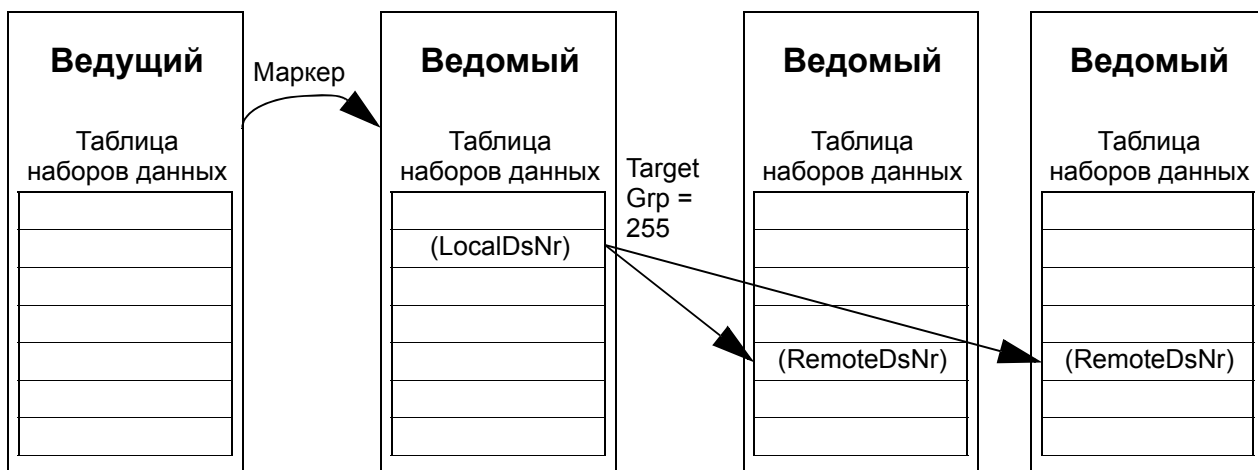 Ведущий
Таблица
наборов данных
Маркер
Ведомый
Таблица
наборов данных
(LocalDsNr)
Target
Grp =
255
Ведомый
Таблица
наборов данных
(RemoteDsNr)
Ведомый
Таблица
наборов данных
(RemoteDsNr)